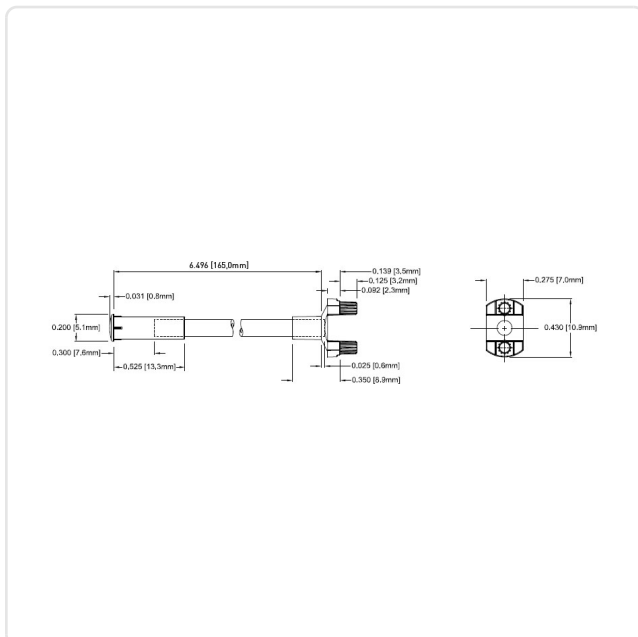 6.496 [165,0mm]
0.139 [3,5mm]
0,125 [3,2mm]
0,092 [2.3mm]
0,031 [0.8mm]
0.200 [5.1mm]
0,300 [7,6mm]
0,525 [13,3mm]
0,025 [0,6mm]
0,350 [8,9mm]
0,275 [7,0mm]
0.430 [10.9mm]